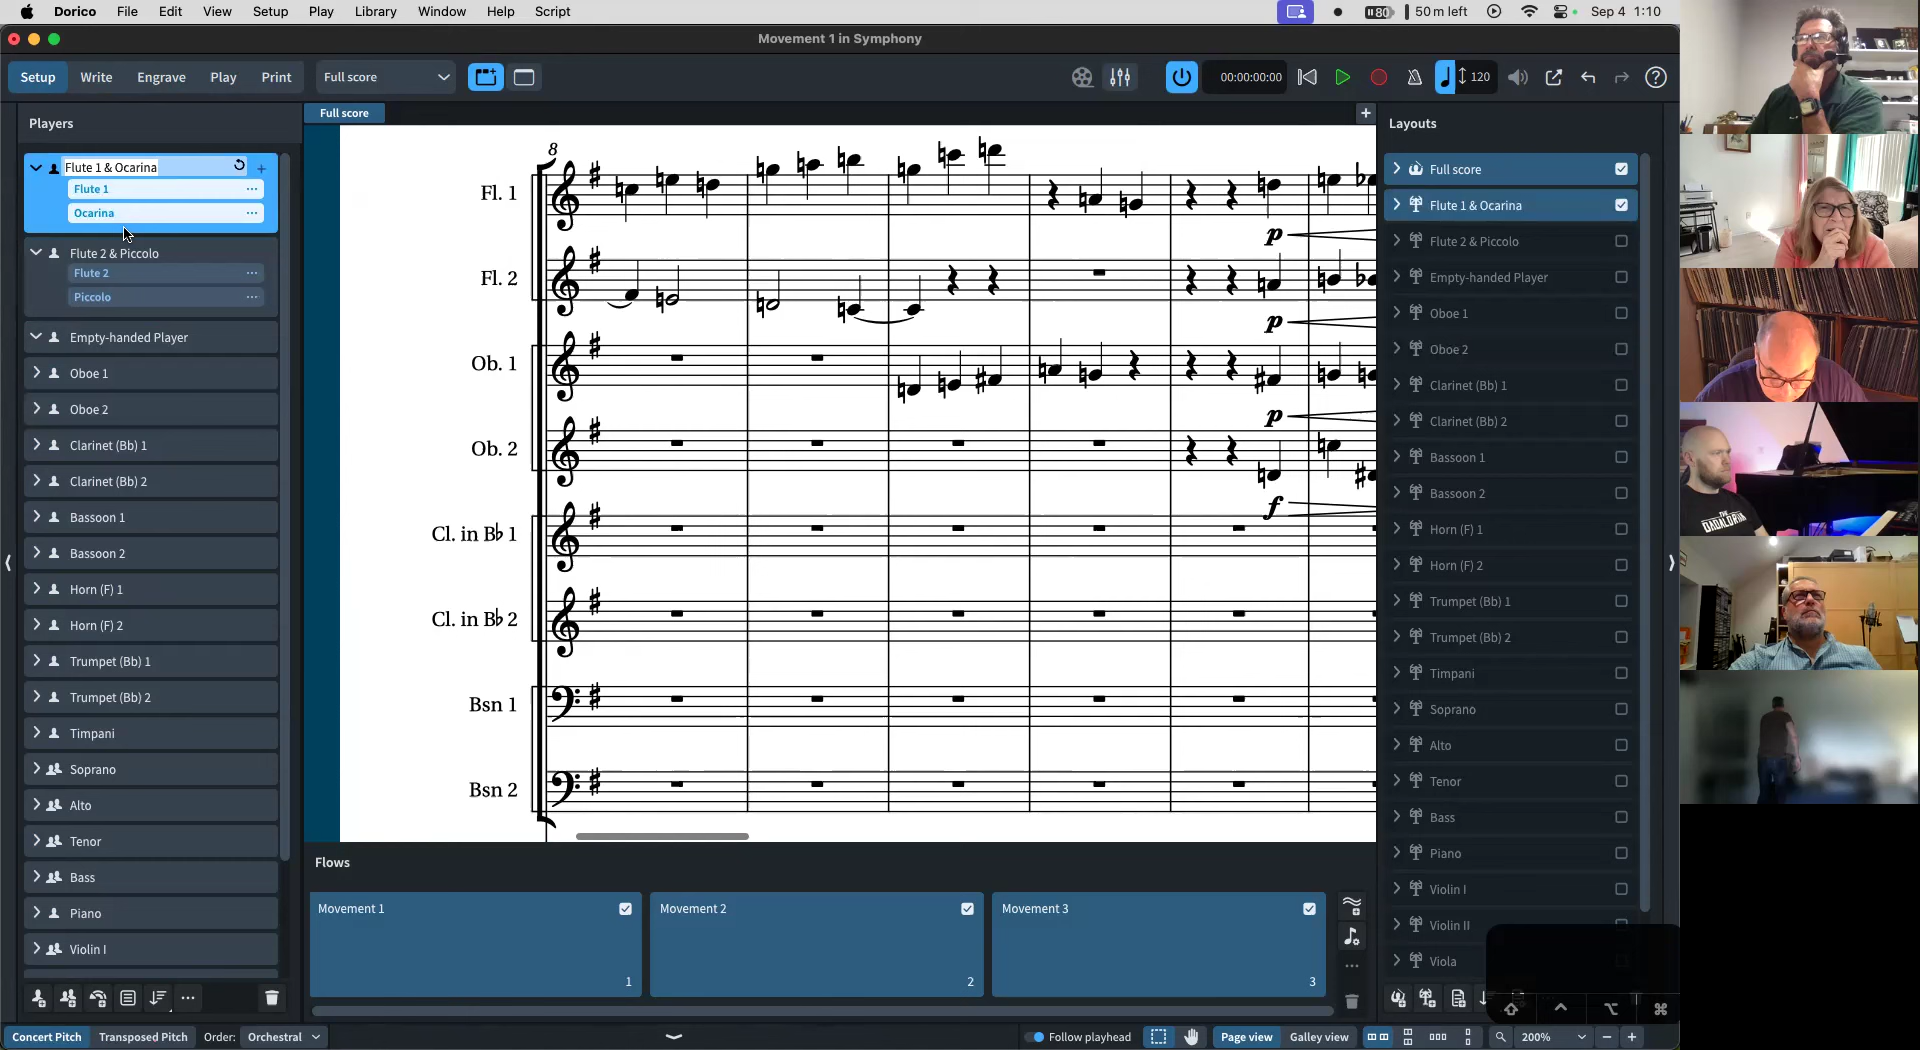 Dorico File Edit View Setup Play Library Window Help Script
80 50 m left Sep 4 1:10
Movement 1 in Symphony
Setup Write Engrave Play Print Full score 00:00:00:00 120
Players
Full score
Layouts
Flute 1 & Ocarina
Flute 1
Ocarina
Flute 2 & Piccolo
Flute 2
Piccolo
Empty-handed Player
Oboe 1
Oboe 2
Clarinet (Bb) 1
Clarinet (Bb) 2
Bassoon 1
Bassoon 2
Horn (F) 1
Horn (F) 2
Trumpet (Bb) 1
Trumpet (Bb) 2
Timpani
Soprano
Alto
Tenor
Bass
Piano
Violin I
8
Fl. 1
p
Fl. 2
p
Ob. 1
p
Ob. 2
f
Cl. in B♭ 1
Cl. in B♭ 2
Bsn 1
Bsn 2
Flows
Movement 1
1
Movement 2
2
Movement 3
3
Full score
Flute 1 & Ocarina
Flute 2 & Piccolo
Empty-handed Player
Oboe 1
Oboe 2
Clarinet (Bb) 1
Clarinet (Bb) 2
Bassoon 1
Bassoon 2
Horn (F) 1
Horn (F) 2
Trumpet (Bb) 1
Trumpet (Bb) 2
Timpani
Soprano
Alto
Tenor
Bass
Piano
Violin I
Violin II
Viola
THE
DADALORIAN
Concert Pitch Transposed Pitch Order: Orchestral Follow playhead Page view Galley view 200%